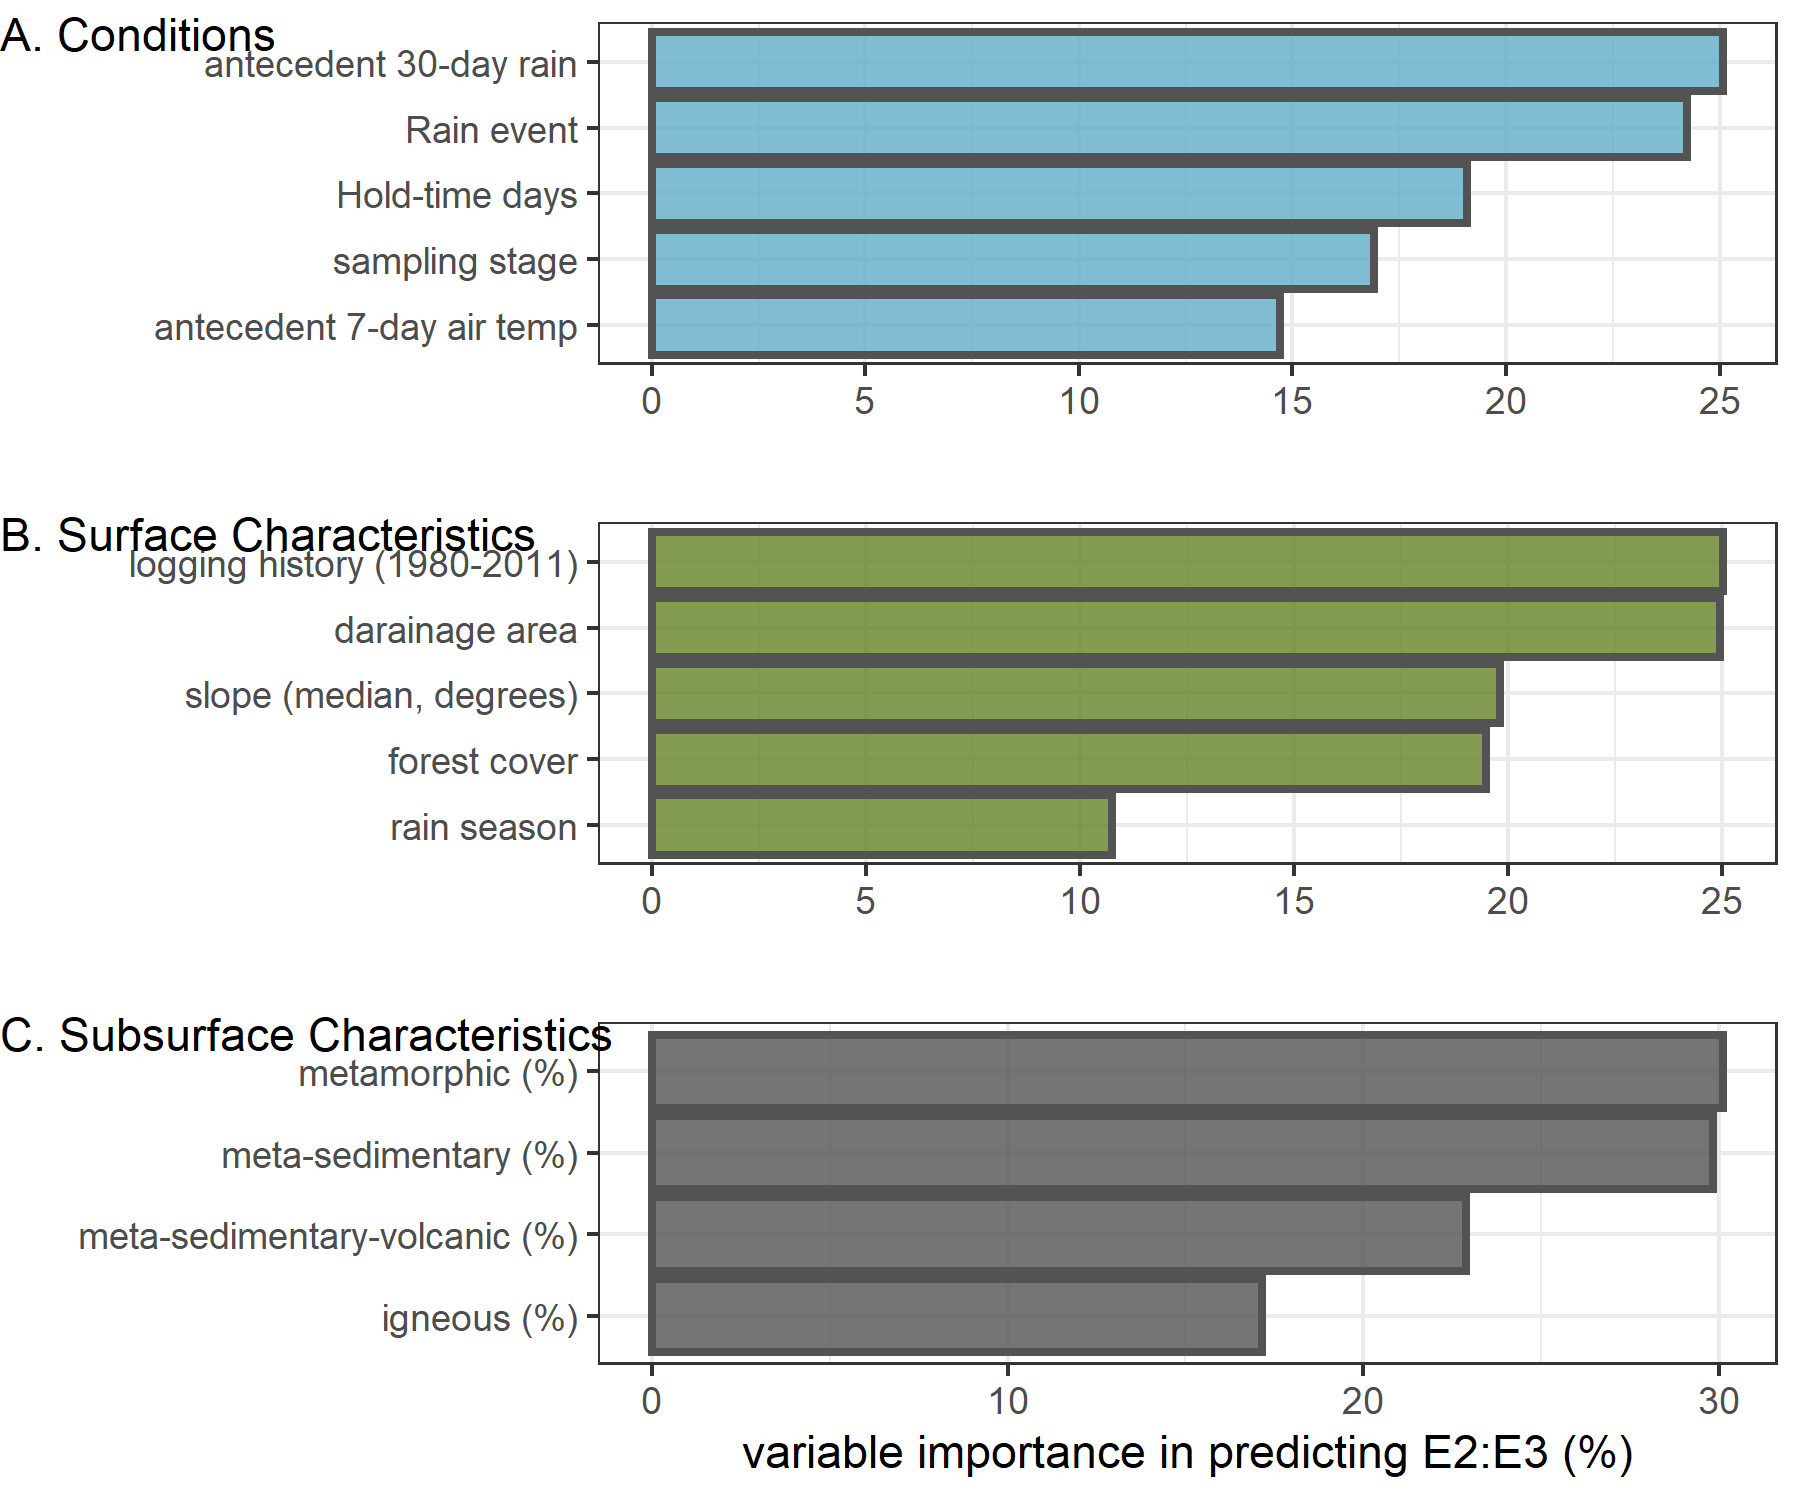 A. Conditions
antecedent 30-day rain
Rain event
Hold-time days
sampling stage
antecedent 7-day air temp
0 5 10 15 20 25
B. Surface Characteristics
logging history (1980-2011)
darainage area
slope (median, degrees)
forest cover
rain season
0 5 10 15 20 25
C. Subsurface Characteristics
metamorphic (%)
meta-sedimentary (%)
meta-sedimentary-volcanic (%)
igneous (%)
0 10 20 30
variable importance in predicting E2:E3 (%)